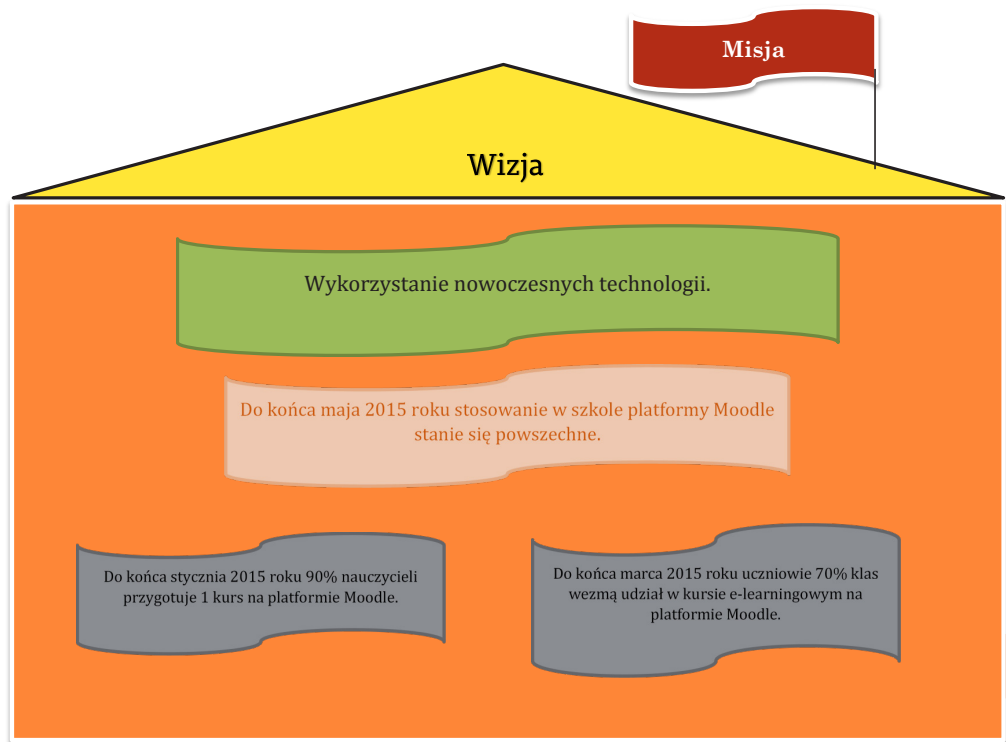 Misja
Wizja
Wykorzystanie nowoczesnych technologii.
Do końca maja 2015 roku stosowanie w szkole platformy Moodle
stanie się powszechne.
Do końca stycznia 2015 roku 90% nauczycieli
przygotuje 1 kurs na platformie Moodle.
Do końca marca 2015 roku uczniowie 70% klas
wezmą udział w kursie e-learningowym na
platformie Moodle.